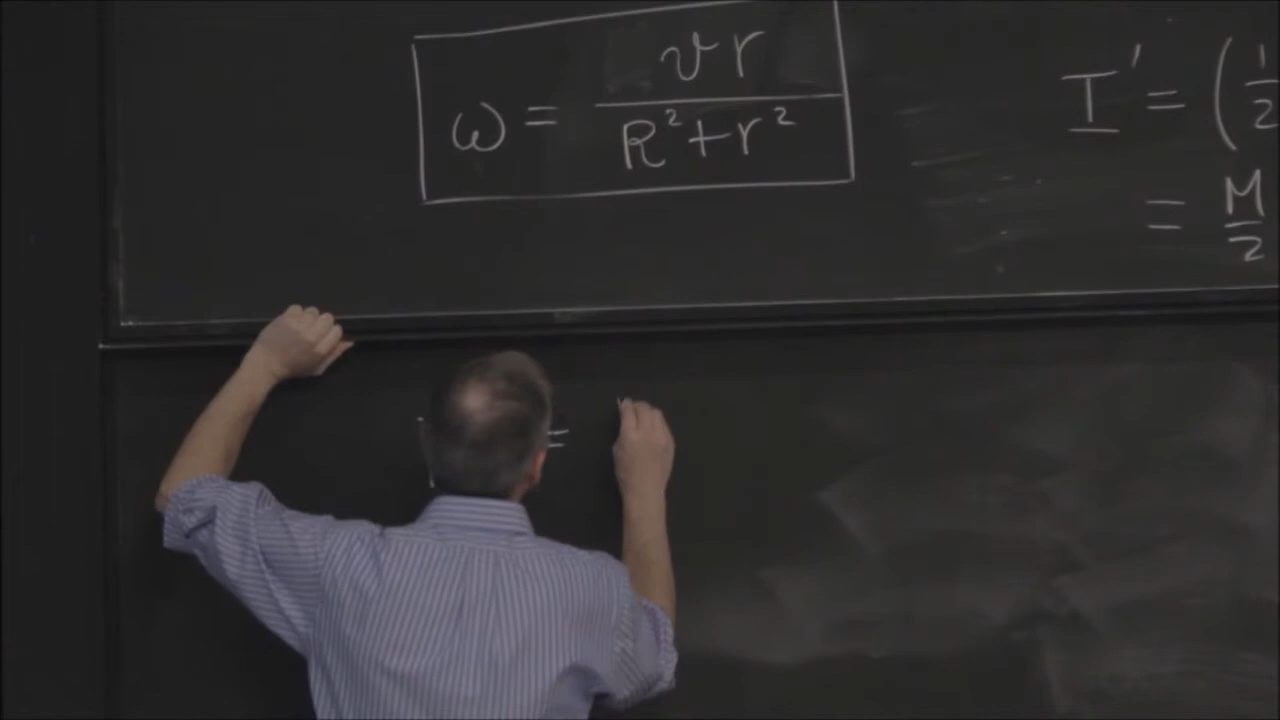 ω = vr / (R²+r²)
I' = (1/2
= M/2
=